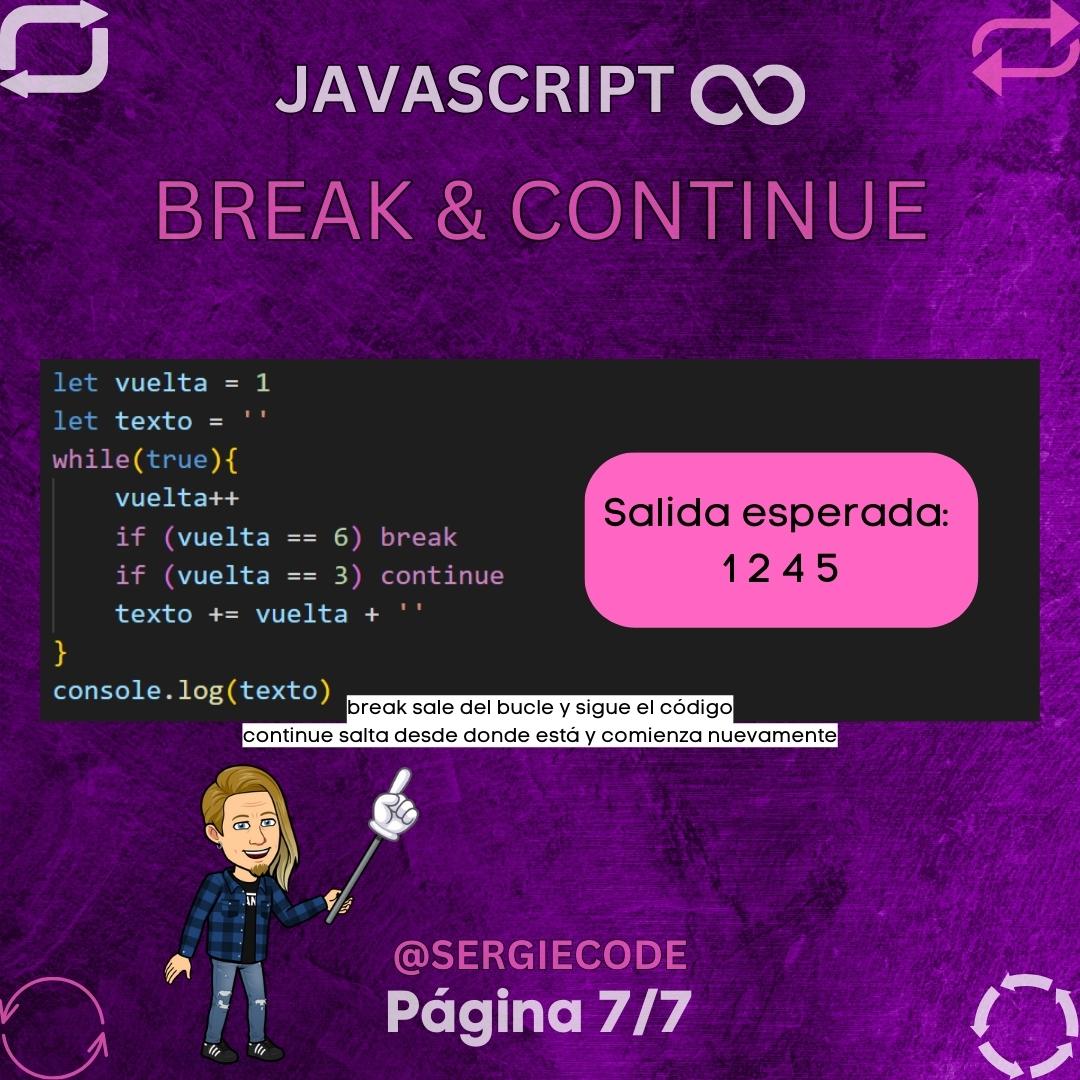 JAVASCRIPT
BREAK & CONTINUE
let vuelta = 1
let texto = ''
while(true){
    vuelta++
    if (vuelta == 6) break
    if (vuelta == 3) continue
    texto += vuelta + ''
}
console.log(texto)
Salida esperada:
1 2 4 5
break sale del bucle y sigue el código
continue salta desde donde está y comienza nuevamente
@SERGIECODE
Página 7/7